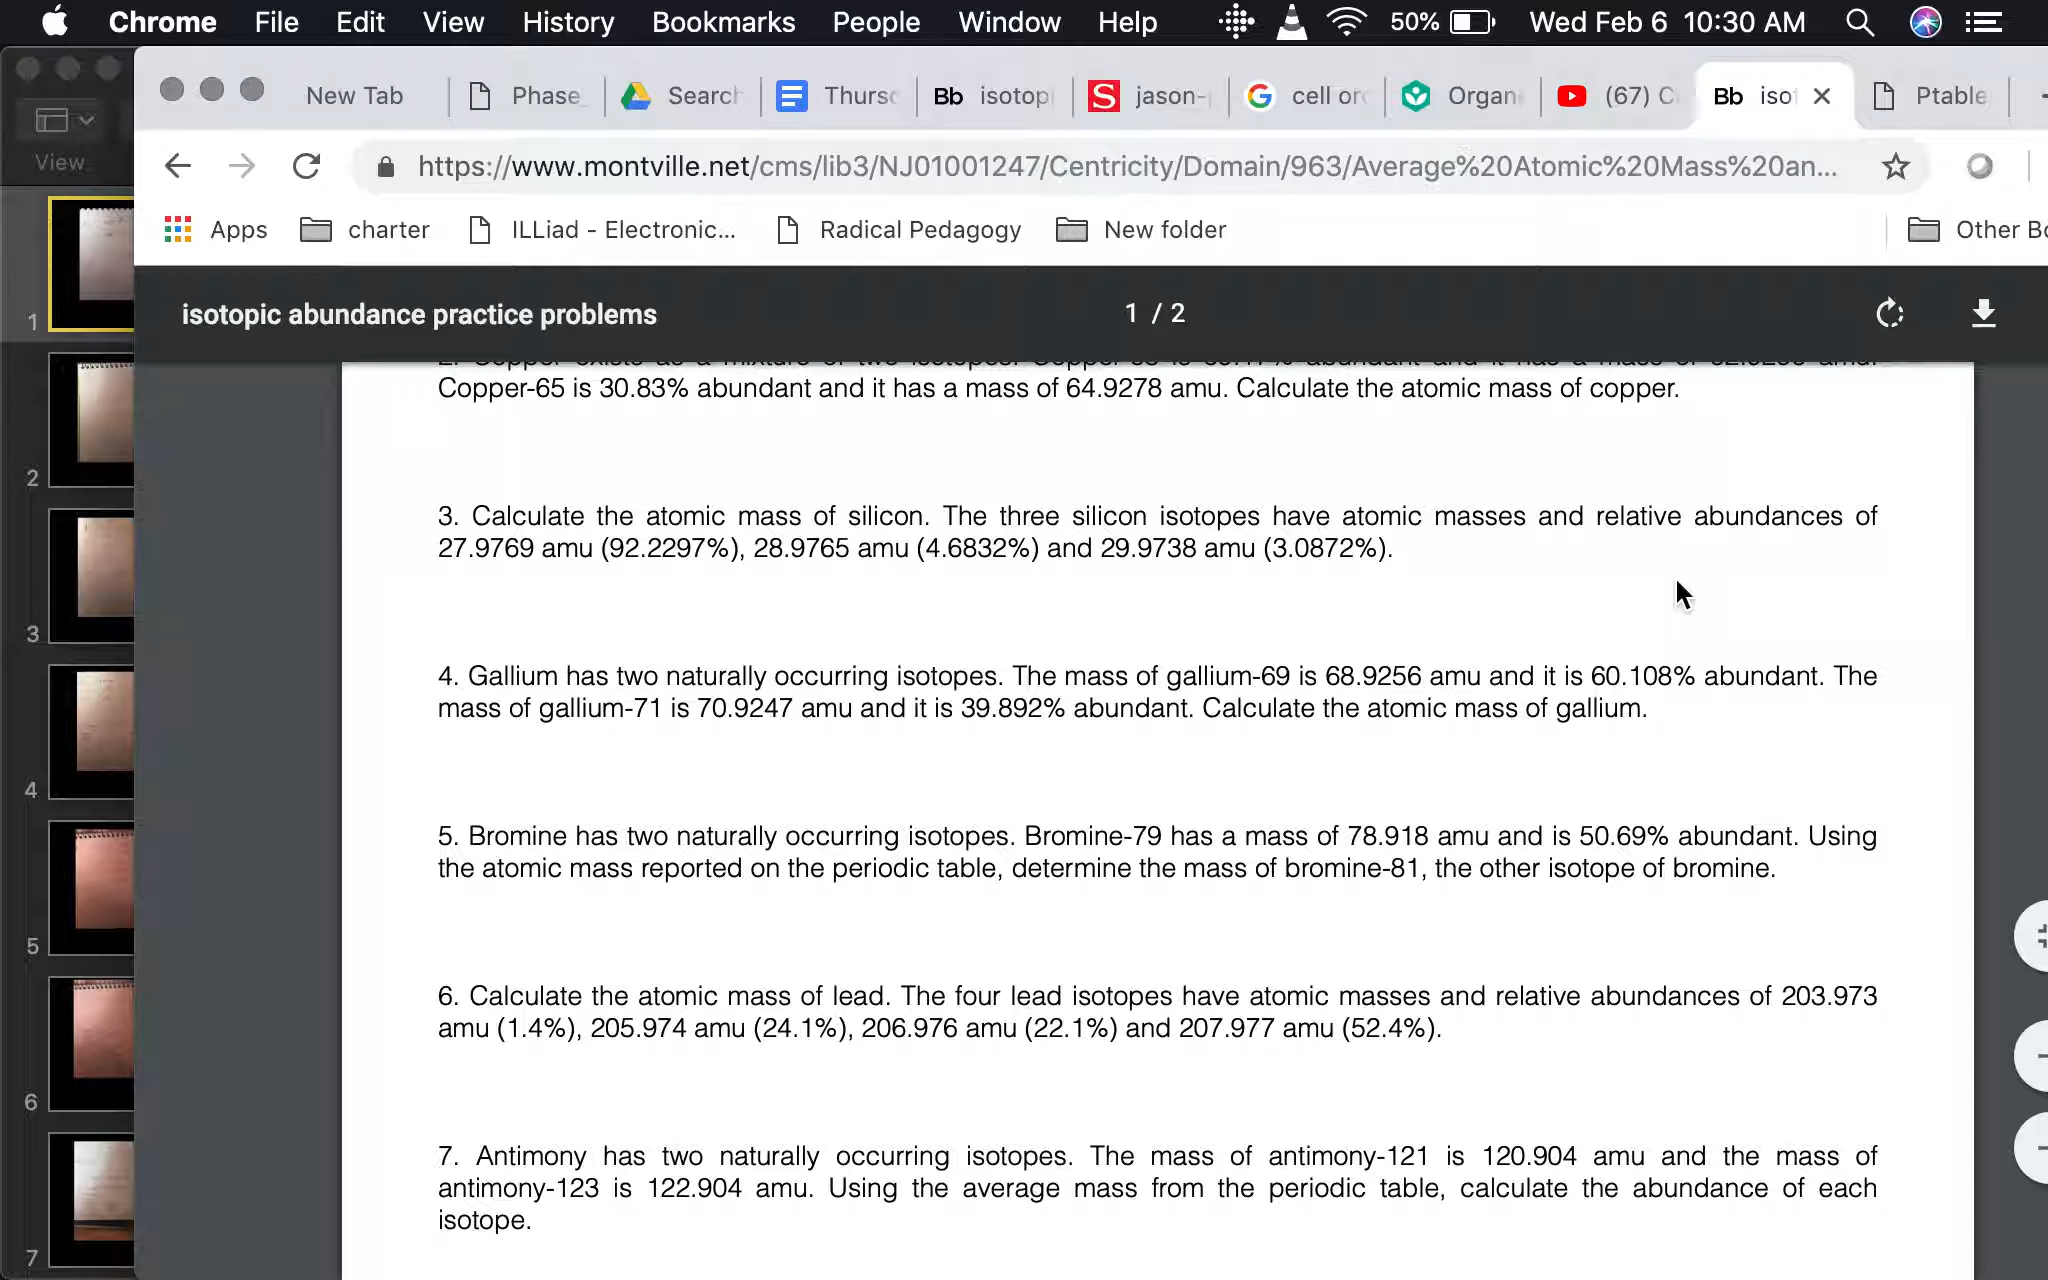 Chrome File Edit View History Bookmarks People Window Help 50% Wed Feb 6 10:30 AM
New Tab Phase Search Thurs Bb isotop S jason- cell or Organ (67) C Bb iso Ptable
View
https://www.montville.net/cms/lib3/NJ01001247/Centricity/Domain/963/Average%20Atomic%20Mass%20an...
Apps charter ILLiad - Electronic... Radical Pedagogy New folder Other Bo
isotopic abundance practice problems 1 / 2
Copper-65 is 30.83% abundant and it has a mass of 64.9278 amu. Calculate the atomic mass of copper.
3. Calculate the atomic mass of silicon. The three silicon isotopes have atomic masses and relative abundances of
27.9769 amu (92.2297%), 28.9765 amu (4.6832%) and 29.9738 amu (3.0872%).
4. Gallium has two naturally occurring isotopes. The mass of gallium-69 is 68.9256 amu and it is 60.108% abundant. The
mass of gallium-71 is 70.9247 amu and it is 39.892% abundant. Calculate the atomic mass of gallium.
5. Bromine has two naturally occurring isotopes. Bromine-79 has a mass of 78.918 amu and is 50.69% abundant. Using
the atomic mass reported on the periodic table, determine the mass of bromine-81, the other isotope of bromine.
6. Calculate the atomic mass of lead. The four lead isotopes have atomic masses and relative abundances of 203.973
amu (1.4%), 205.974 amu (24.1%), 206.976 amu (22.1%) and 207.977 amu (52.4%).
7. Antimony has two naturally occurring isotopes. The mass of antimony-121 is 120.904 amu and the mass of
antimony-123 is 122.904 amu. Using the average mass from the periodic table, calculate the abundance of each
isotope.
1
2
3
4
5
6
7